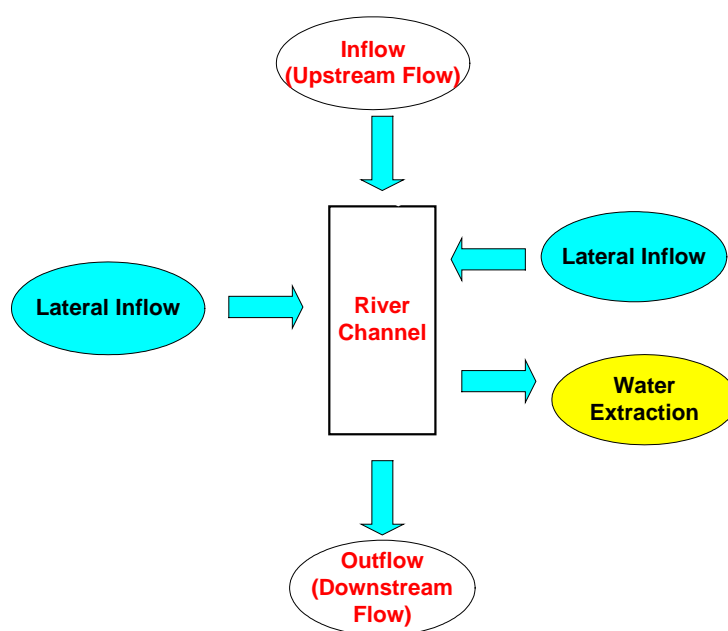 Inflow
(Upstream Flow)
Lateral Inflow
Lateral Inflow
River
Channel
Water
Extraction
Outflow
(Downstream
Flow)